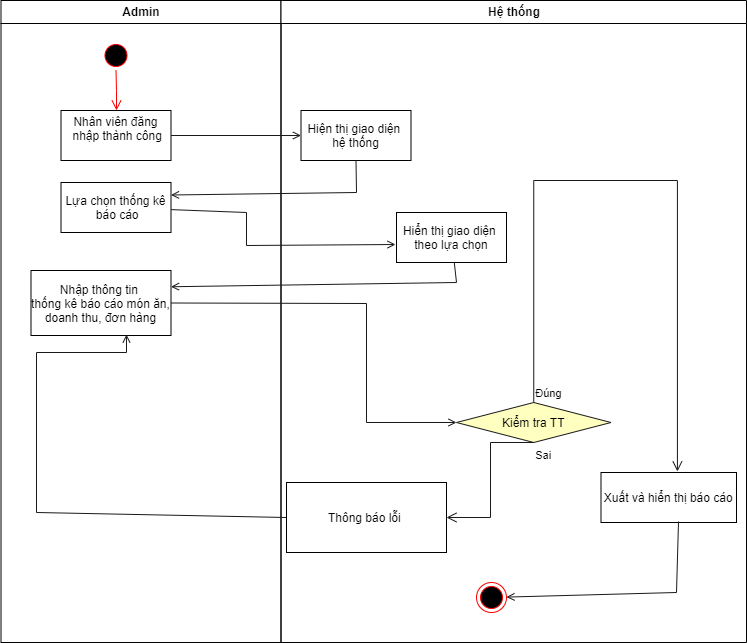 Admin
Hệ thống
Nhân viên đăng
nhập thành công
Hiện thị giao diện
hệ thống
Lựa chọn thống kê
báo cáo
Hiển thị giao diện
theo lựa chọn
Nhập thông tin
thống kê báo cáo món ăn,
doanh thu, đơn hàng
Đúng
Kiểm tra TT
Sai
Thông báo lỗi
Xuất và hiển thị báo cáo